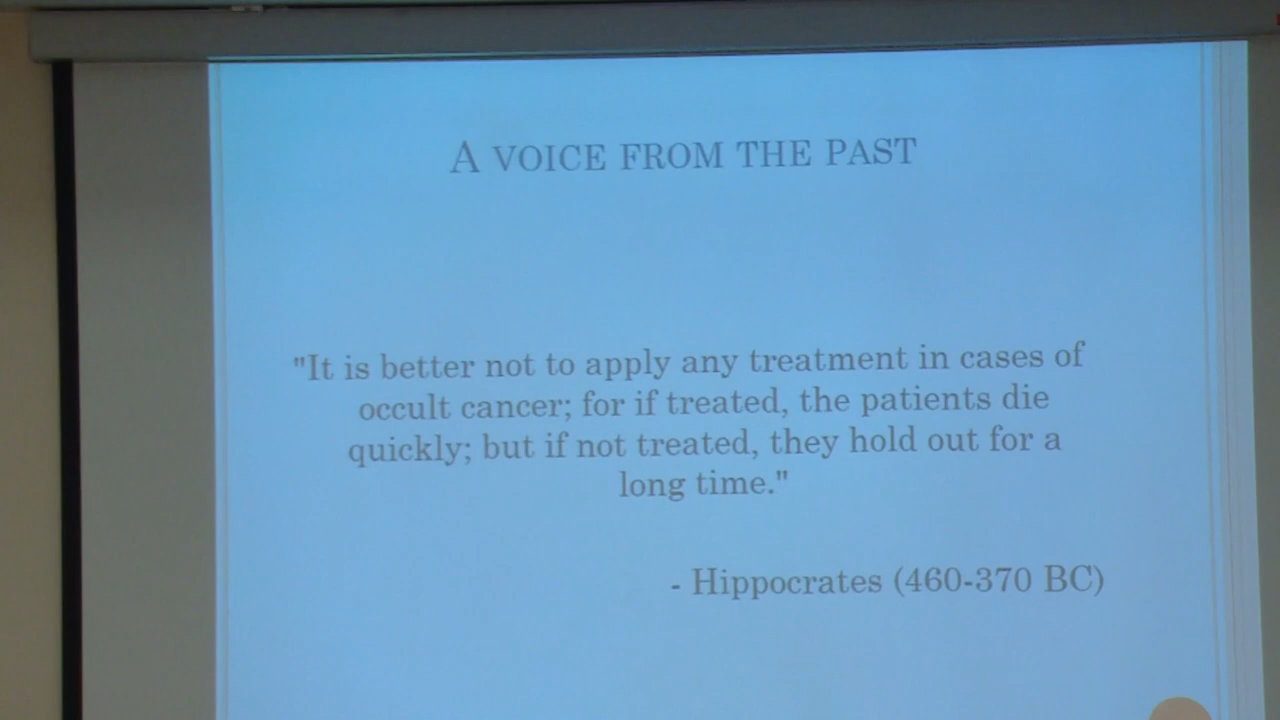 A VOICE FROM THE PAST
"It is better not to apply any treatment in cases of
occult cancer; for if treated, the patients die
quickly; but if not treated, they hold out for a
long time."
- Hippocrates (460-370 BC)